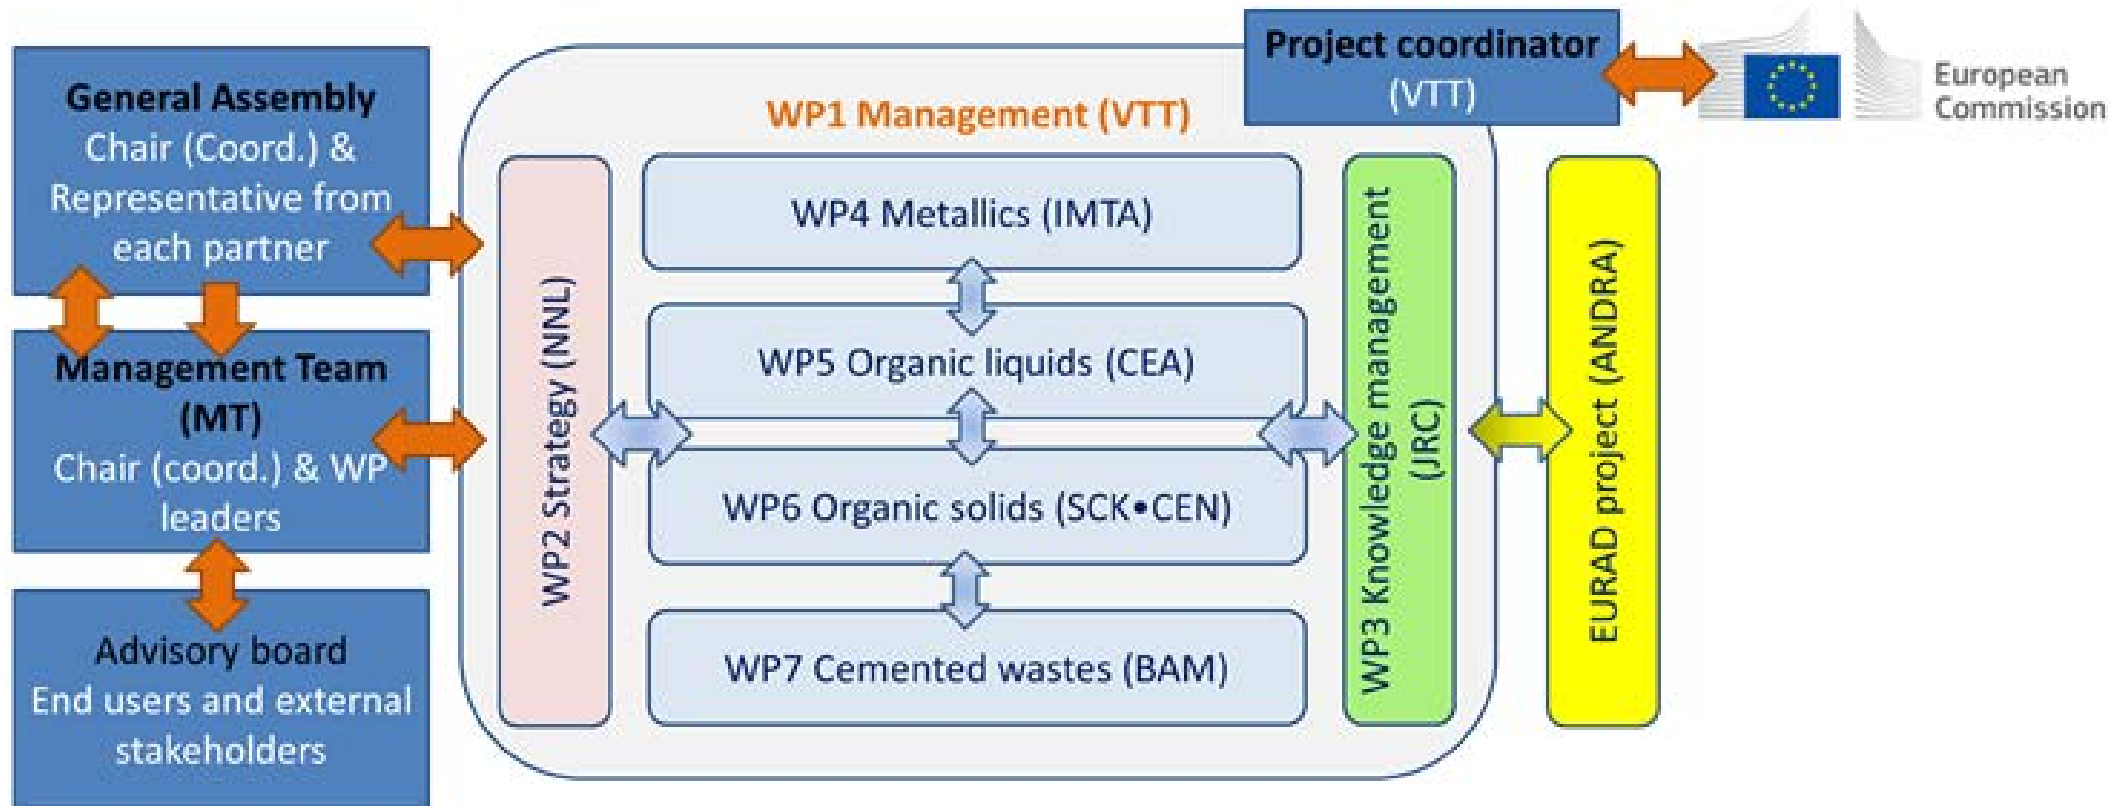 General Assembly
Chair (Coord.) &
Representative from
each partner
Management Team
(MT)
Chair (coord.) & WP
leaders
Advisory board
End users and external
stakeholders
WP1 Management (VTT)
WP2 Strategy (NNL)
WP4 Metallics (IMTA)
WP5 Organic liquids (CEA)
WP6 Organic solids (SCK•CEN)
WP7 Cemented wastes (BAM)
WP3 Knowledge management
(JRC)
Project coordinator
(VTT)
European
Commission
EURAD project (ANDRA)